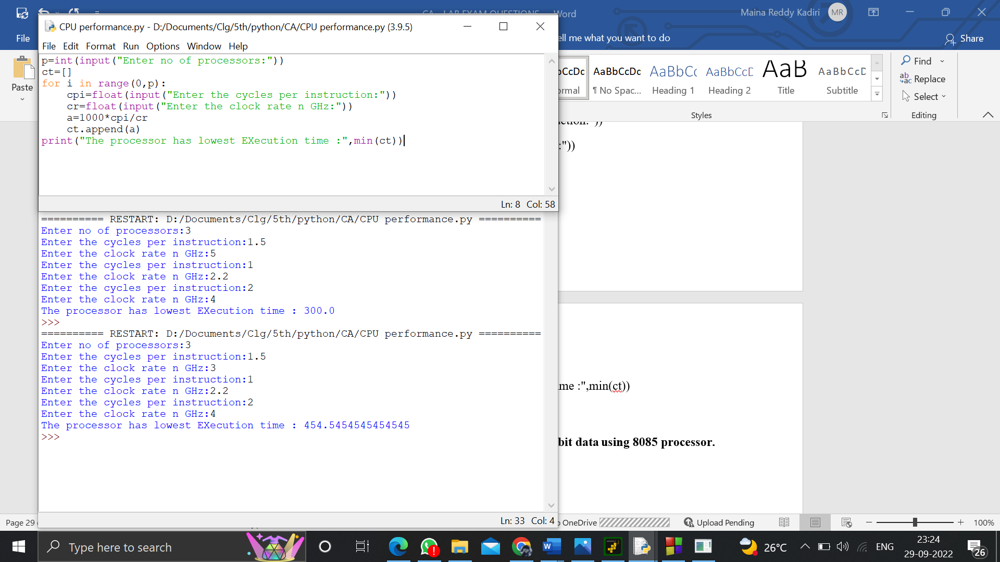 CA - LAB EXAM QUESTIONS - Word
Maina Reddy Kadiri
MR
CPU performance.py - D:/Documents/Clg/5th/python/CA/CPU performance.py (3.9.5)
File
ell me what you want to do
Share
File Edit Format Run Options Window Help
p=int(input("Enter no of processors:"))
ct=[]
for i in range(0,p):
    cpi=float(input("Enter the cycles per instruction:"))
    cr=float(input("Enter the clock rate n GHz:"))
    a=1000*cpi/cr
    ct.append(a)
print("The processor has lowest EXecution time :",min(ct))
Ln: 8 Col: 58
Paste
bCcDc AaBbCcDc AaBbCc AaBbCcD AaB AaBbCcD
ormal ¶ No Spac... Heading 1 Heading 2 Title Subtitle
Styles
Find
Replace
Select
Editing
:"))
========== RESTART: D:/Documents/Clg/5th/python/CA/CPU performance.py ==========
Enter no of processors:3
Enter the cycles per instruction:1.5
Enter the clock rate n GHz:5
Enter the cycles per instruction:1
Enter the clock rate n GHz:2.2
Enter the cycles per instruction:2
Enter the clock rate n GHz:4
The processor has lowest EXecution time : 300.0
>>>
========== RESTART: D:/Documents/Clg/5th/python/CA/CPU performance.py ==========
Enter no of processors:3
Enter the cycles per instruction:1.5
Enter the clock rate n GHz:3
Enter the cycles per instruction:1
Enter the clock rate n GHz:2.2
Enter the cycles per instruction:2
Enter the clock rate n GHz:4
The processor has lowest EXecution time : 454.5454545454545
>>>
me :",min(ct))
bit data using 8085 processor.
Ln: 33 Col: 4
Page 29
OneDrive
Upload Pending
100%
Type here to search
26°C
ENG
23:24
29-09-2022
26